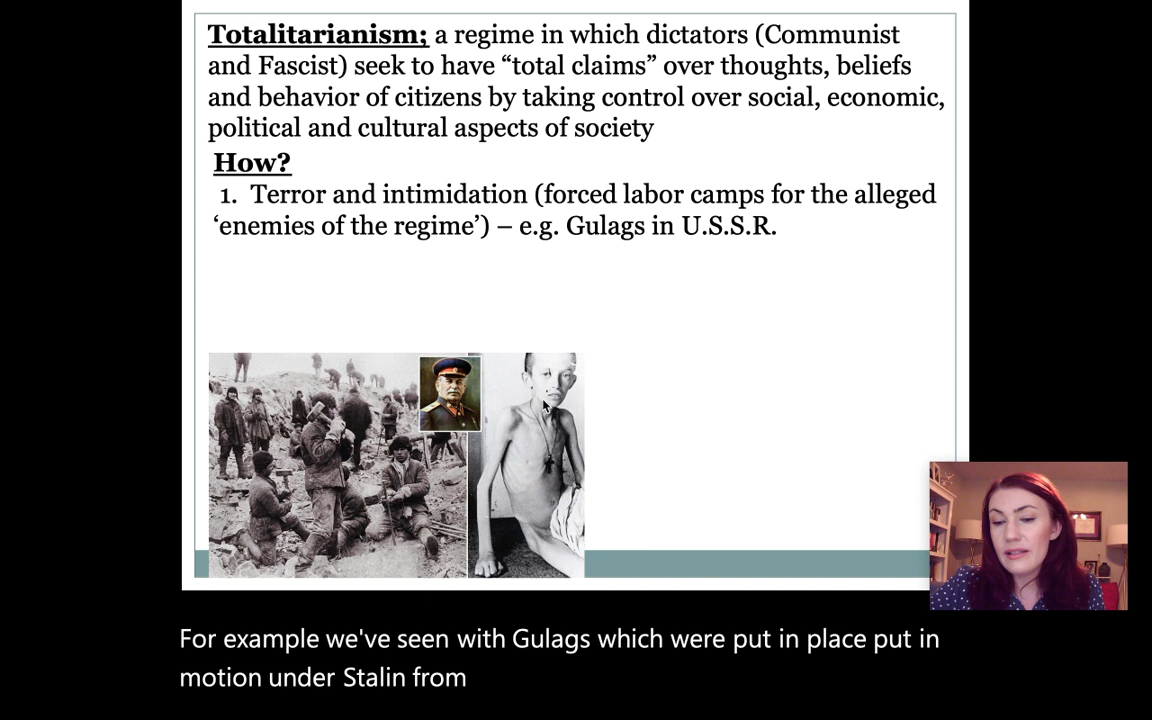 Totalitarianism; a regime in which dictators (Communist
and Fascist) seek to have “total claims” over thoughts, beliefs
and behavior of citizens by taking control over social, economic,
political and cultural aspects of society
How?
1. Terror and intimidation (forced labor camps for the alleged
‘enemies of the regime’) – e.g. Gulags in U.S.S.R.
For example we've seen with Gulags which were put in place put in
motion under Stalin from